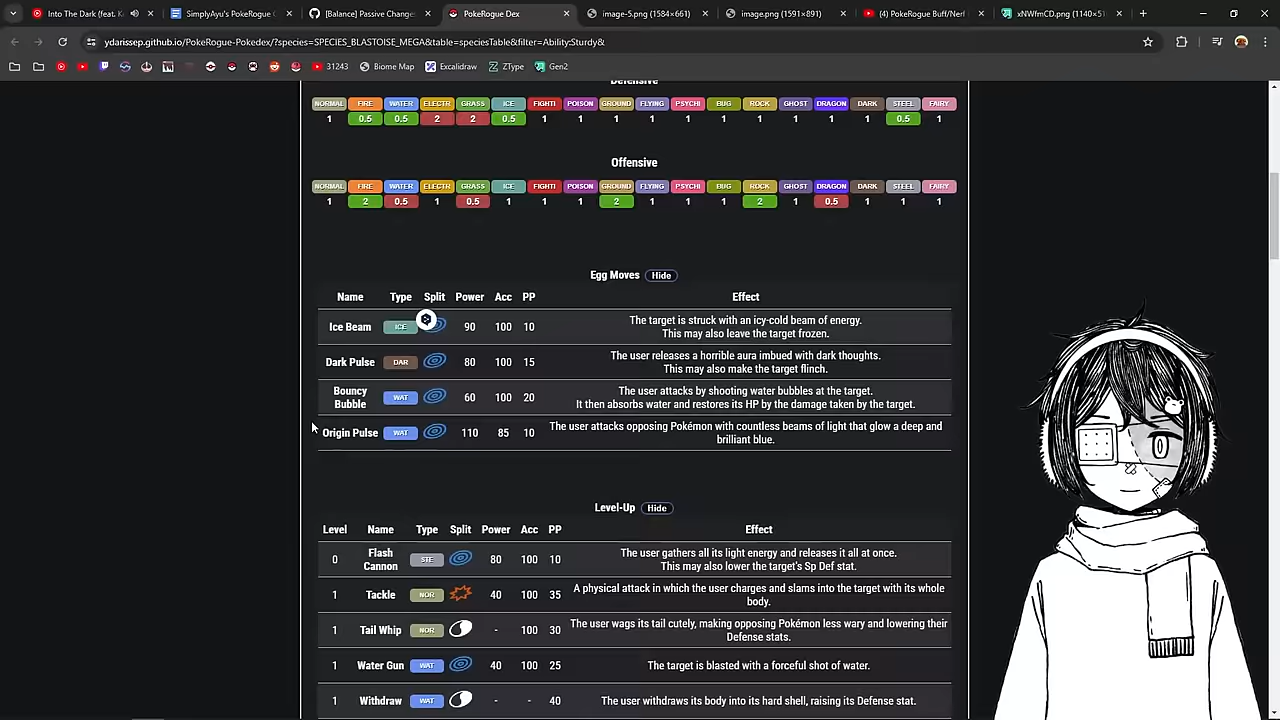 Into The Dark (feat. K
SimplyAyu's PokeRogue
[Balance] Passive Change
PokeRogue Dex
image-5.png (1584×661)
image.png (1591×891)
(4) PokeRogue Buff/Nerf
xNWfmCD.png (1140×51
ydarissep.github.io/PokeRogue-Pokedex/?species=SPECIES_BLASTOISE_MEGA&table=speciesTable&filter=Ability:Sturdy&
31243
Biome Map
Excalidraw
ZType
Gen2
Defensive
NORMAL FIRE WATER ELECTR GRASS ICE FIGHTI POISON GROUND FLYING PSYCHI BUG ROCK GHOST DRAGON DARK STEEL FAIRY
1 0.5 0.5 2 2 0.5 1 1 1 1 1 1 1 1 1 1 0.5 1
Offensive
NORMAL FIRE WATER ELECTR GRASS ICE FIGHTI POISON GROUND FLYING PSYCHI BUG ROCK GHOST DRAGON DARK STEEL FAIRY
1 2 0.5 1 0.5 1 1 1 2 1 1 1 2 1 0.5 1 1 1
Egg Moves Hide
Name Type Split Power Acc PP Effect
Ice Beam ICE 90 100 10 The target is struck with an icy-cold beam of energy.
This may also leave the target frozen.
Dark Pulse DAR 80 100 15 The user releases a horrible aura imbued with dark thoughts.
This may also make the target flinch.
Bouncy Bubble WAT 60 100 20 The user attacks by shooting water bubbles at the target.
It then absorbs water and restores its HP by the damage taken by the target.
Origin Pulse WAT 110 85 10 The user attacks opposing Pokémon with countless beams of light that glow a deep and
brilliant blue.
Level-Up Hide
Level Name Type Split Power Acc PP Effect
0 Flash Cannon STE 80 100 10 The user gathers all its light energy and releases it all at once.
This may also lower the target's Sp Def stat.
1 Tackle NOR 40 100 35 A physical attack in which the user charges and slams into the target with its whole
body.
1 Tail Whip NOR - 100 30 The user wags its tail cutely, making opposing Pokémon less wary and lowering their
Defense stats.
1 Water Gun WAT 40 100 25 The target is blasted with a forceful shot of water.
1 Withdraw WAT - - 40 The user withdraws its body into its hard shell, raising its Defense stat.